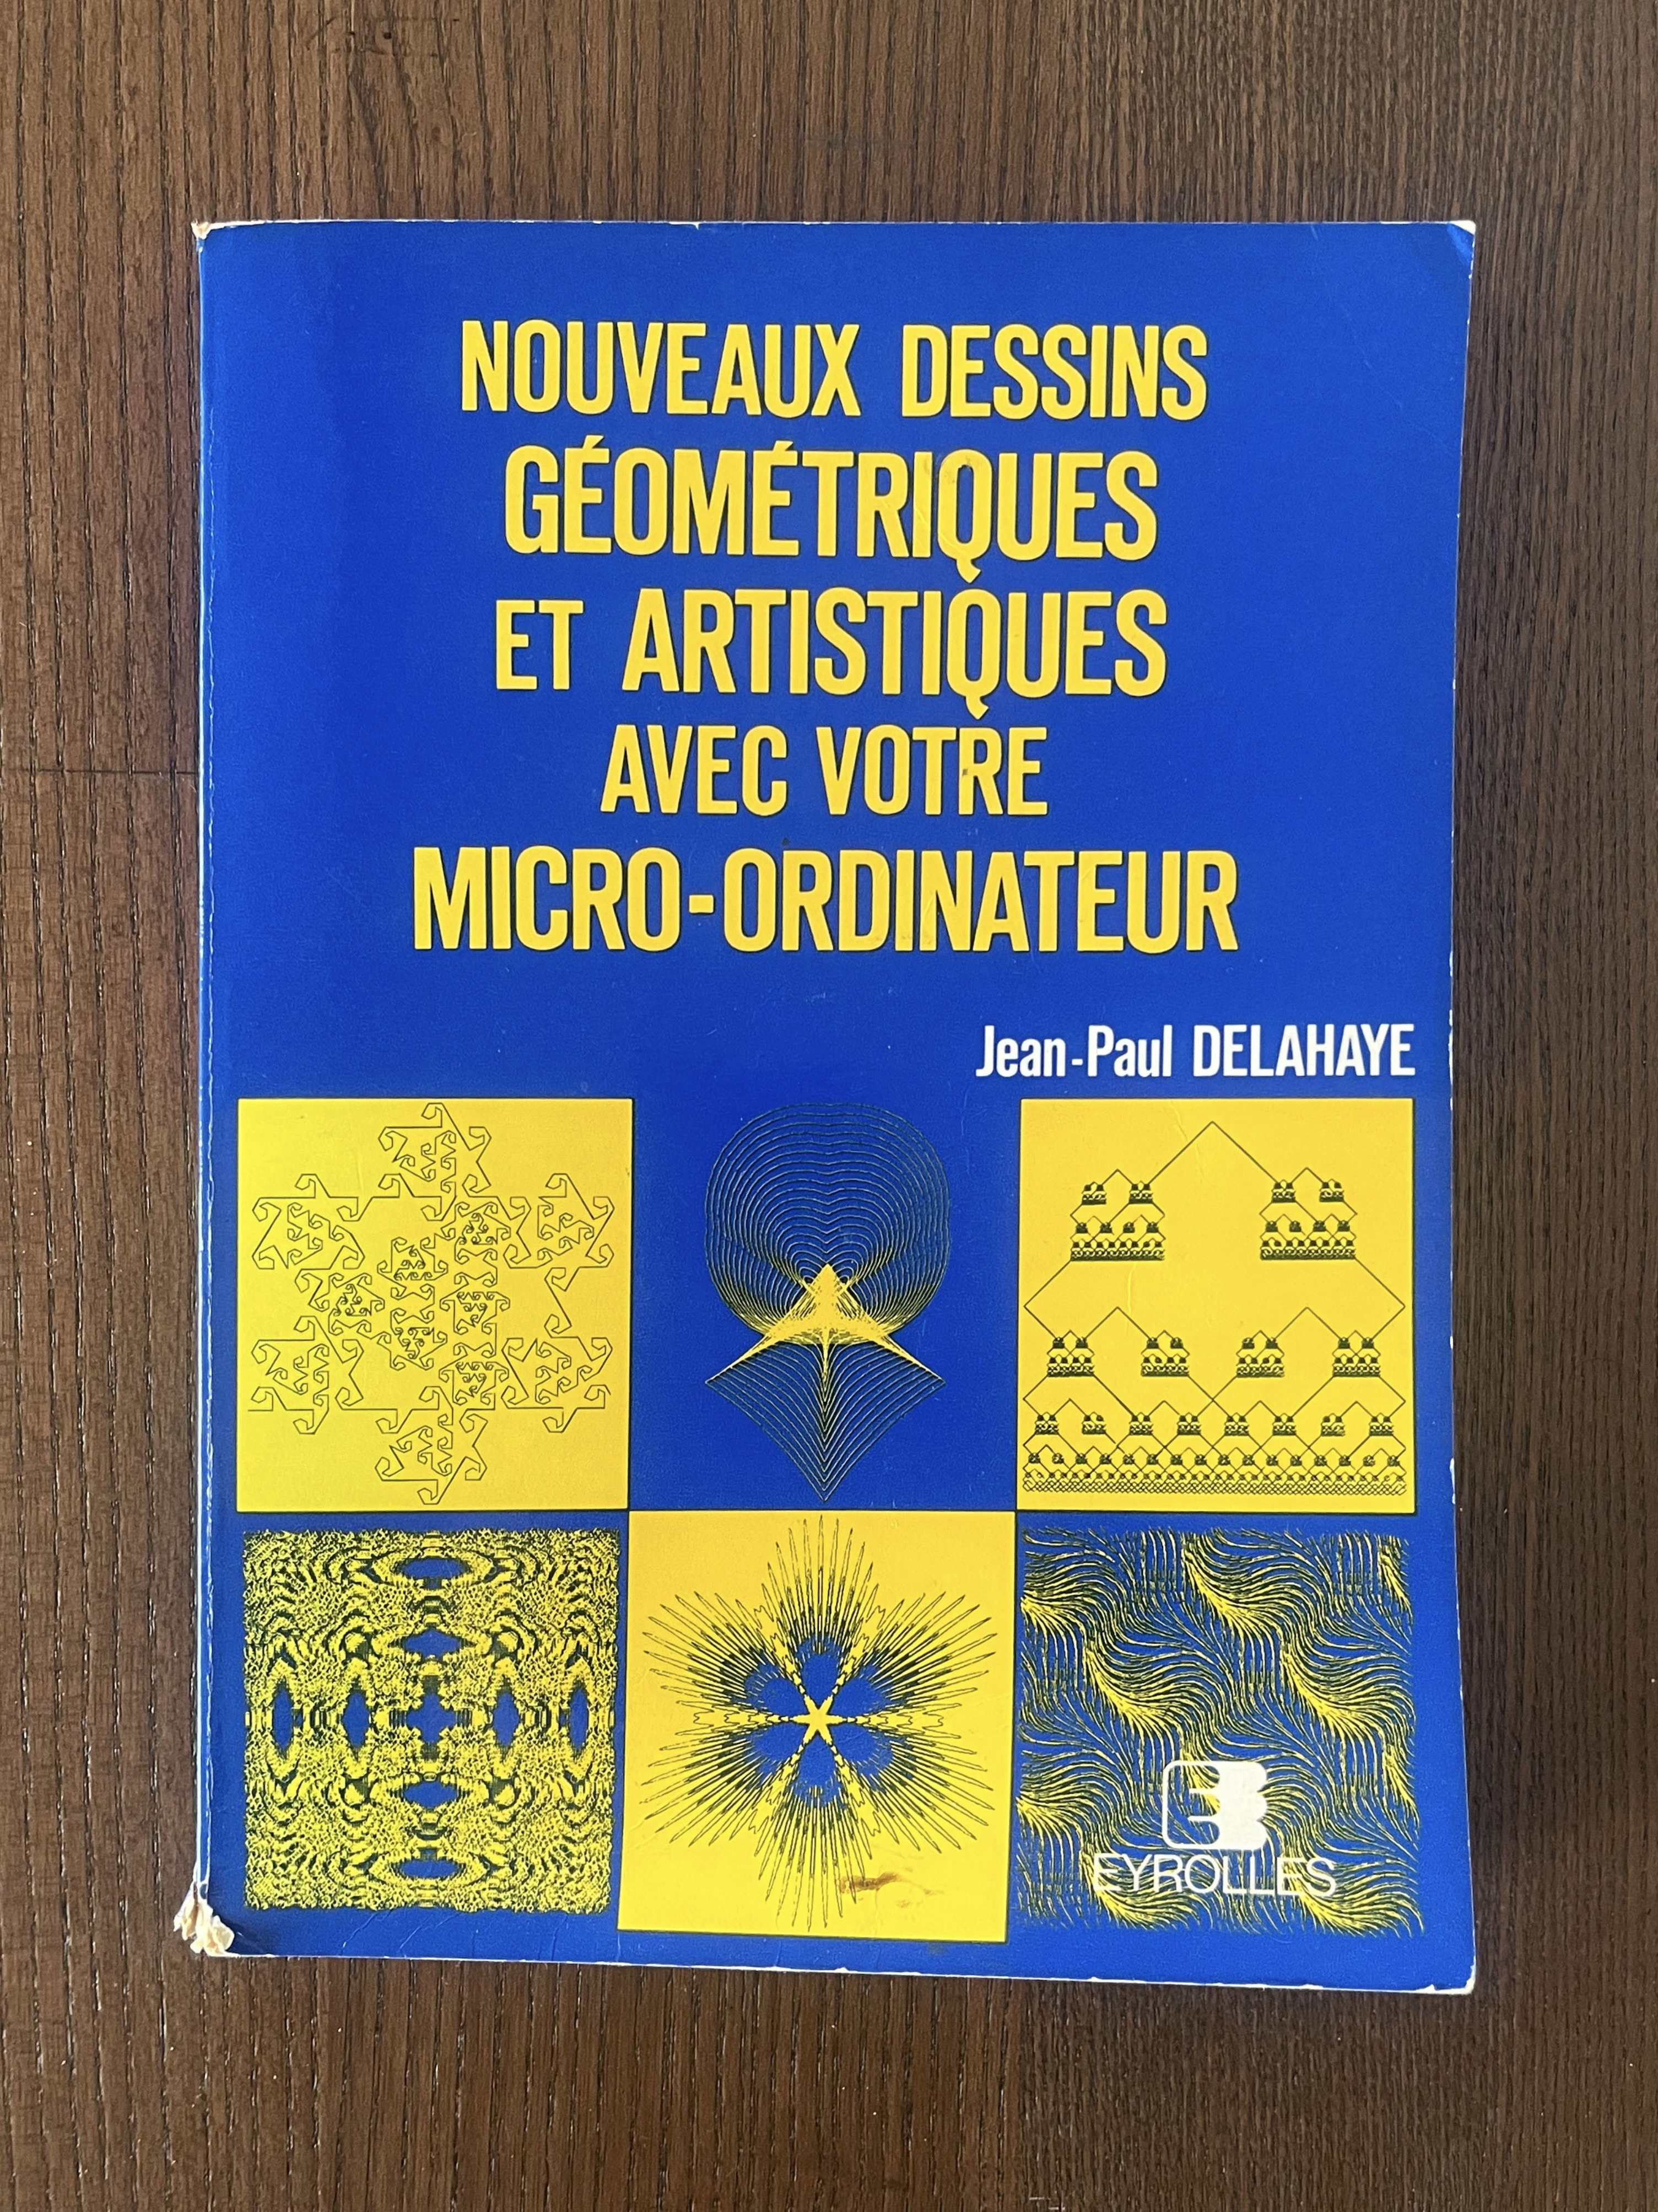 NOUVEAUX DESSINS
GÉOMÉTRIQUES
ET ARTISTIQUES
AVEC VOTRE
MICRO-ORDINATEUR
Jean-Paul DELAHAYE
EYROLLES